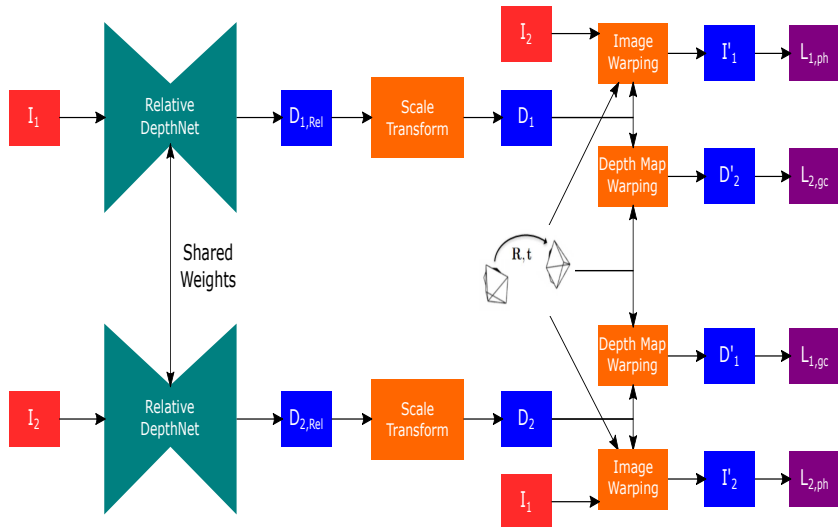 I₂
Image
Warping
I'₁
L₁,ph
I₁
Relative
DepthNet
D₁,Rel
Scale
Transform
D₁
Depth Map
Warping
D'₂
L₂,gc
Shared
Weights
R, t
Depth Map
Warping
D'₁
L₁,gc
I₂
Relative
DepthNet
D₂,Rel
Scale
Transform
D₂
Image
Warping
I'₂
L₂,ph
I₁